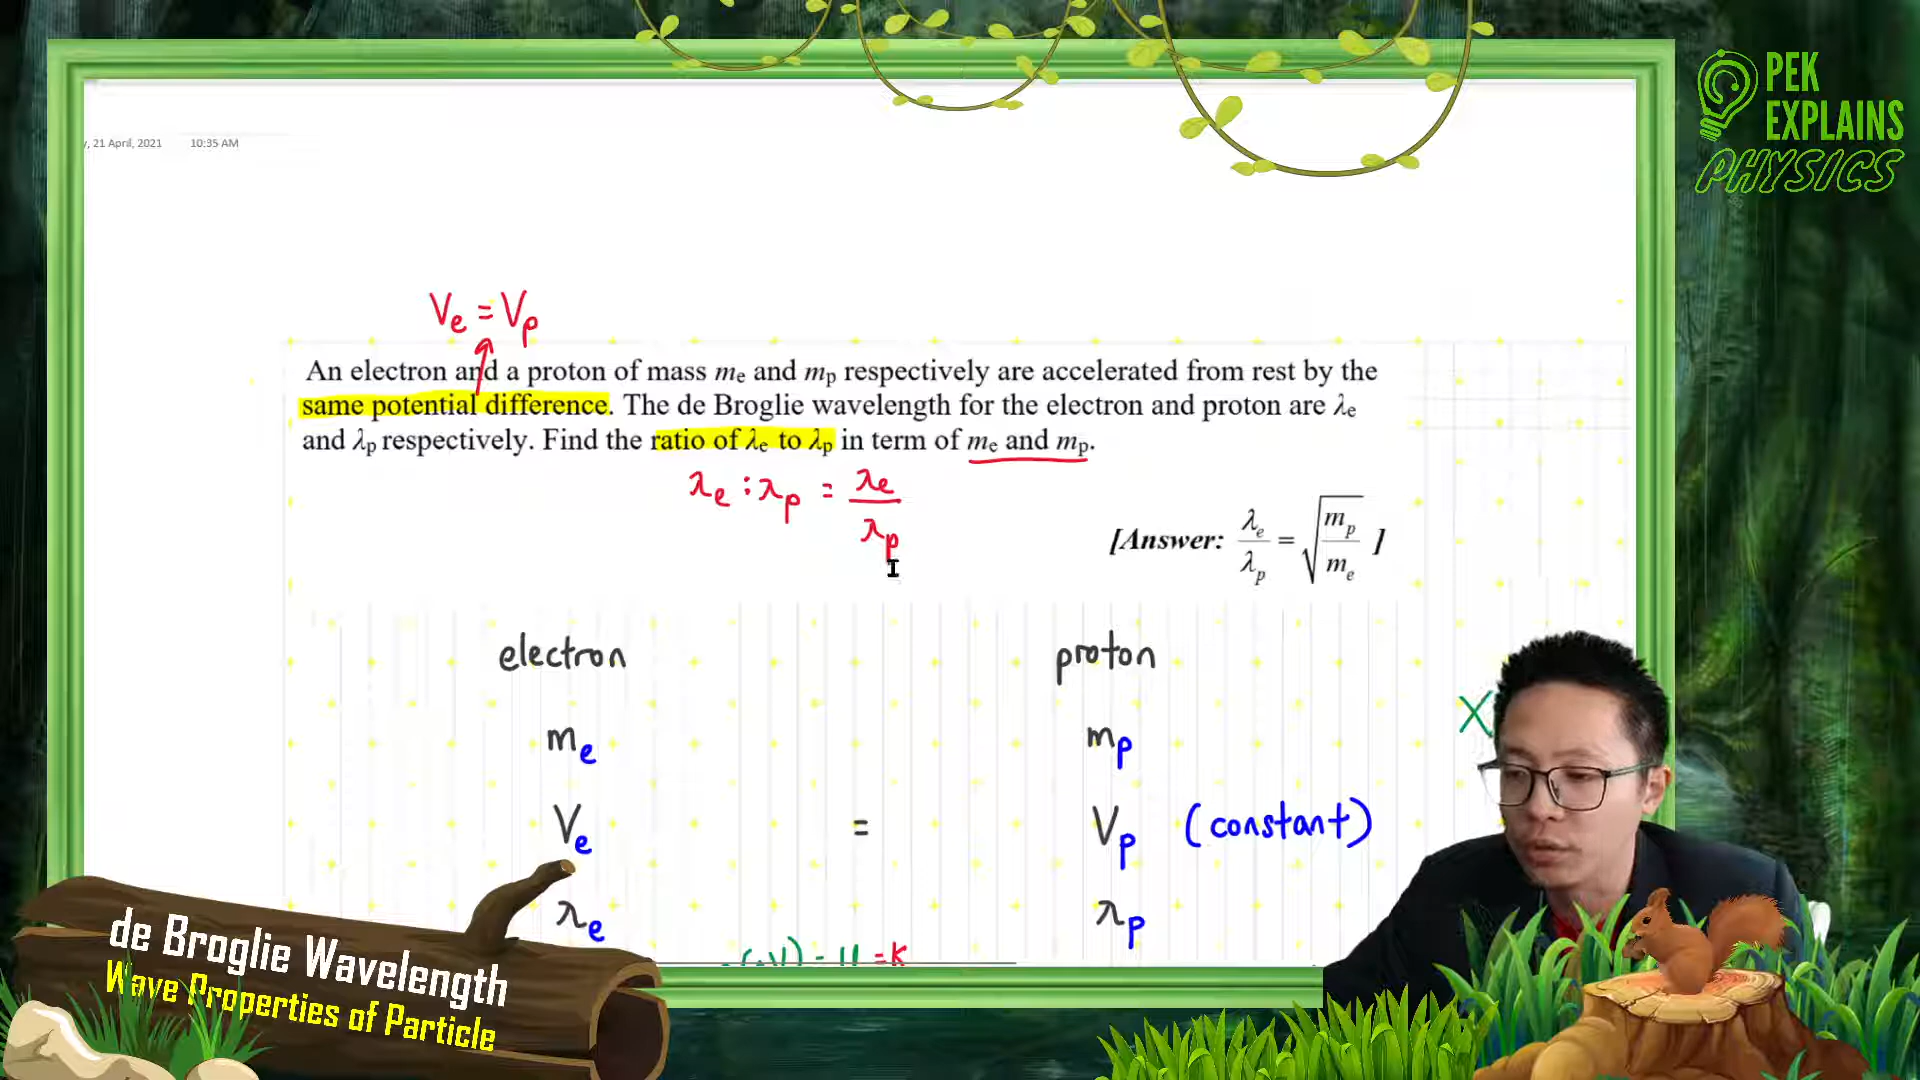 PEK
EXPLAINS
PHYSICS
, 21 April, 2021 10:35 AM
Ve = Vp
An electron and a proton of mass me and mp respectively are accelerated from rest by the
same potential difference. The de Broglie wavelength for the electron and proton are λe
and λp respectively. Find the ratio of λe to λp in term of me and mp.
λe : λp = λe / λp
[Answer: λe / λp = √(mp / me) ]
electron proton
me mp
X
Ve = Vp (constant)
λe λp
= K
de Broglie Wavelength
Wave Properties of Particle